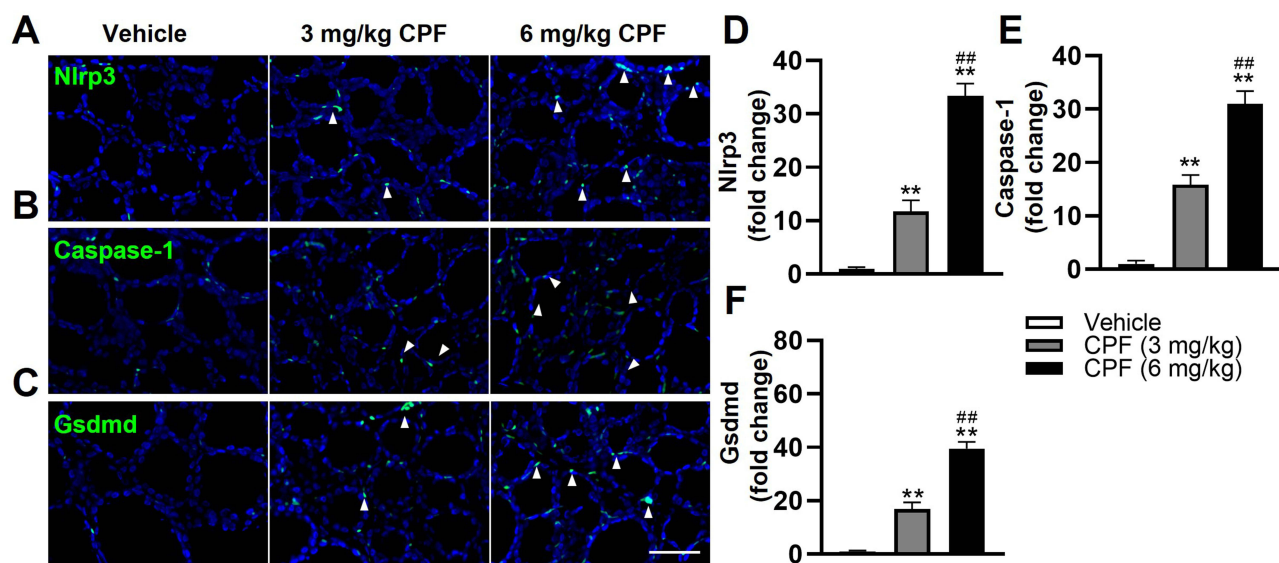 A
Vehicle
3 mg/kg CPF
6 mg/kg CPF
Nlrp3
B
Caspase-1
C
Gsdmd
D
Nlrp3
(fold change)
40
30
20
10
0
**
##
**
E
Caspase-1
(fold change)
40
30
20
10
0
**
##
**
F
Gsdmd
(fold change)
80
60
40
20
0
**
##
**
Vehicle
CPF (3 mg/kg)
CPF (6 mg/kg)